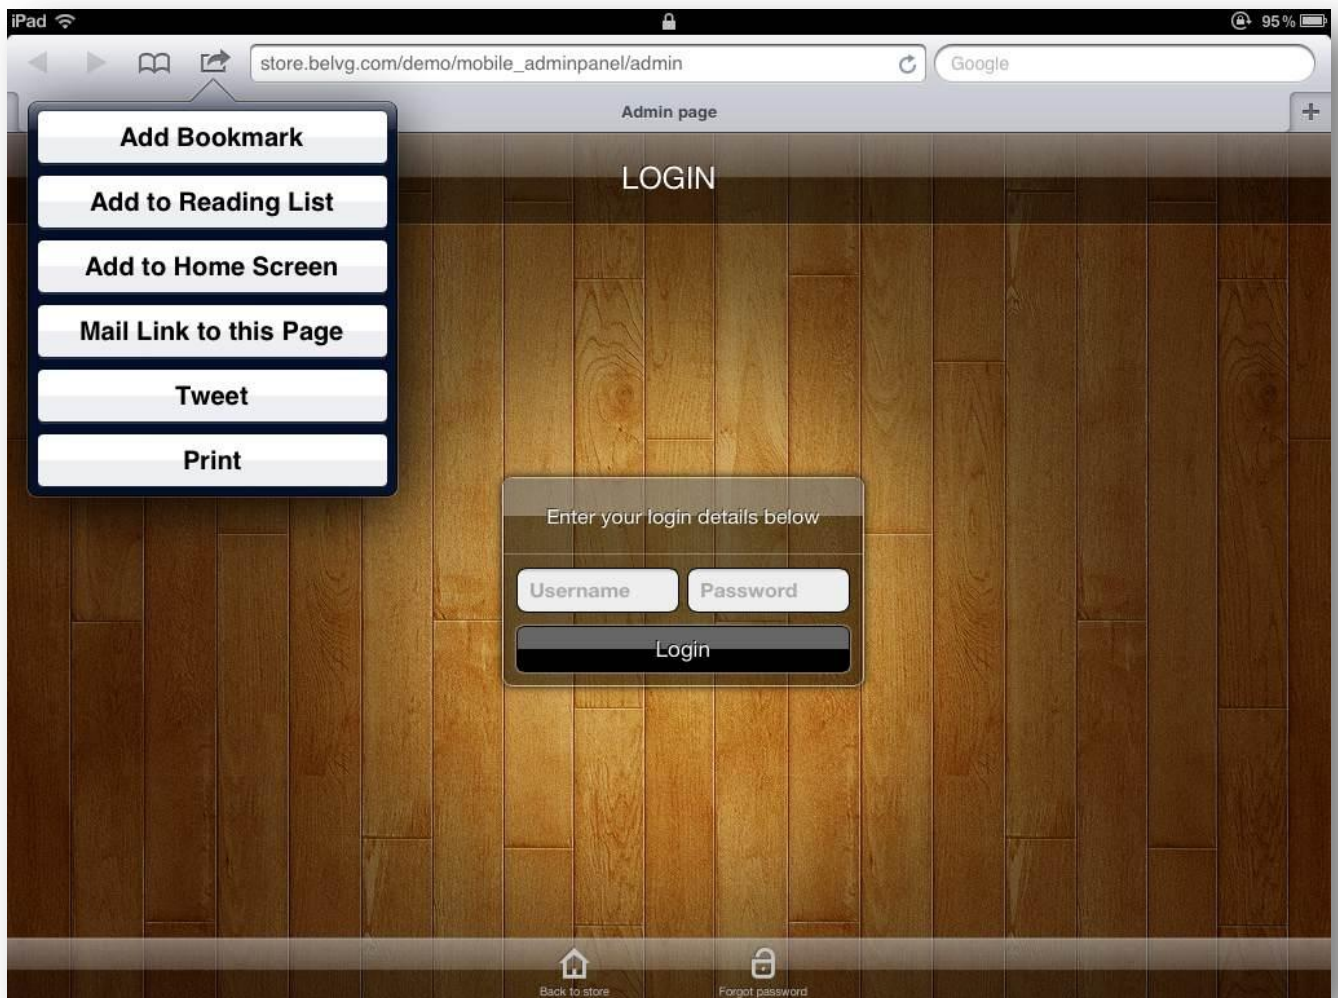 iPad 95%
store.belvg.com/demo/mobile_adminpanel/admin Google
Admin page
Add Bookmark
Add to Reading List
Add to Home Screen
Mail Link to this Page
Tweet
Print
LOGIN
Enter your login details below
Username Password
Login
Back to store Forgot password